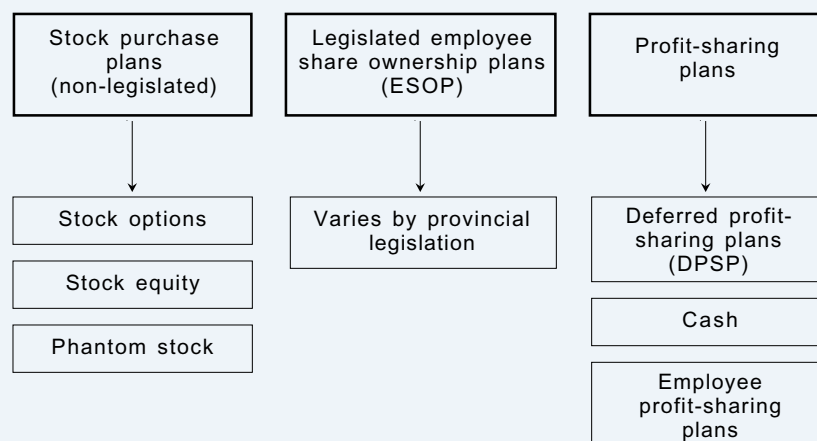 Stock purchase
plans
(non-legislated)
Legislated employee
share ownership plans
(ESOP)
Profit-sharing
plans
Stock options
Stock equity
Phantom stock
Varies by provincial
legislation
Deferred profit-
sharing plans
(DPSP)
Cash
Employee
profit-sharing
plans